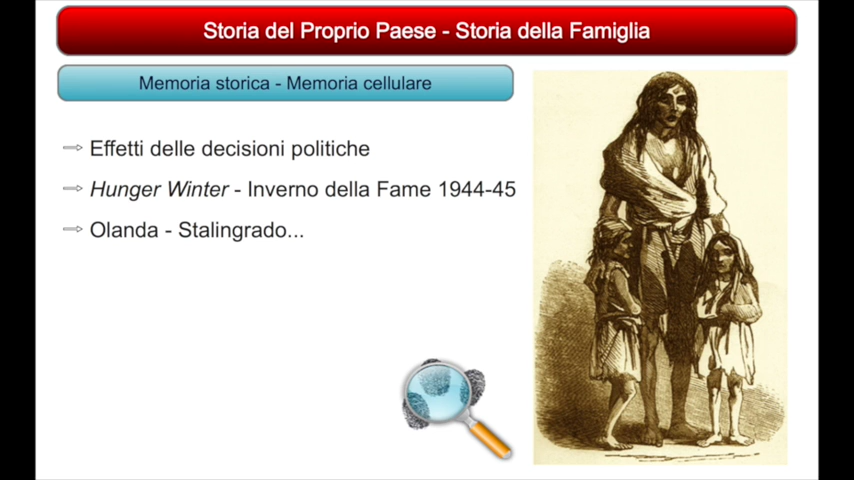 Storia del Proprio Paese - Storia della Famiglia
Memoria storica - Memoria cellulare
Effetti delle decisioni politiche
Hunger Winter - Inverno della Fame 1944-45
Olanda - Stalingrado...